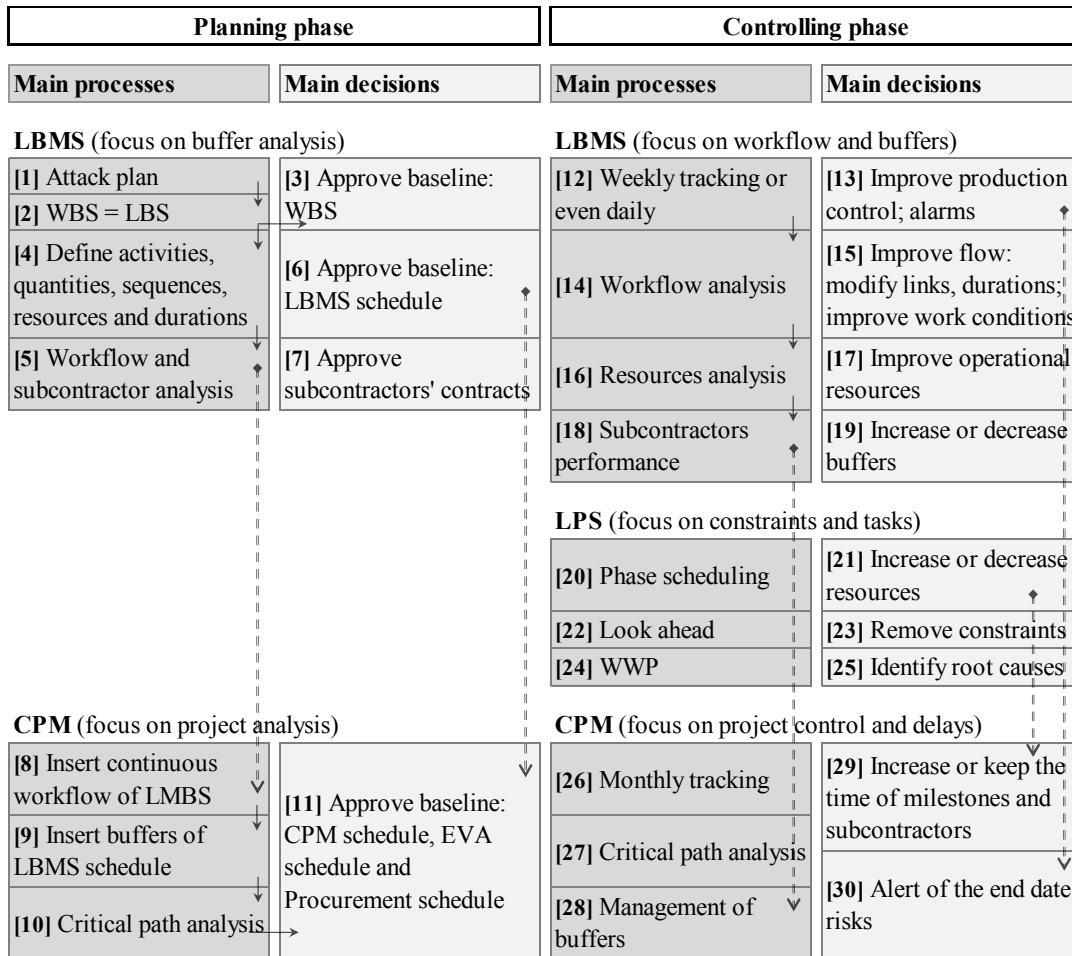 Planning phase
Main processes
Main decisions
LBMS (focus on buffer analysis)
[1] Attack plan
[2] WBS = LBS
[3] Approve baseline:
WBS
[4] Define activities,
quantities, sequences,
resources and durations
[6] Approve baseline:
LBMS schedule
[5] Workflow and
subcontractor analysis
[7] Approve
subcontractors' contracts
CPM (focus on project analysis)
[8] Insert continuous
workflow of LMBS
[9] Insert buffers of
LBMS schedule
[10] Critical path analysis
[11] Approve baseline:
CPM schedule, EVA
schedule and
Procurement schedule
Controlling phase
Main processes
Main decisions
LBMS (focus on workflow and buffers)
[12] Weekly tracking or
even daily
[13] Improve production
control; alarms
[14] Workflow analysis
[15] Improve flow:
modify links, durations;
improve work conditions
[16] Resources analysis
[17] Improve operational
resources
[18] Subcontractors
performance
[19] Increase or decrease
buffers
LPS (focus on constraints and tasks)
[20] Phase scheduling
[21] Increase or decrease
resources
[22] Look ahead
[23] Remove constraints
[24] WWP
[25] Identify root causes
CPM (focus on project control and delays)
[26] Monthly tracking
[29] Increase or keep the
time of milestones and
subcontractors
[27] Critical path analysis
[28] Management of
buffers
[30] Alert of the end date
risks